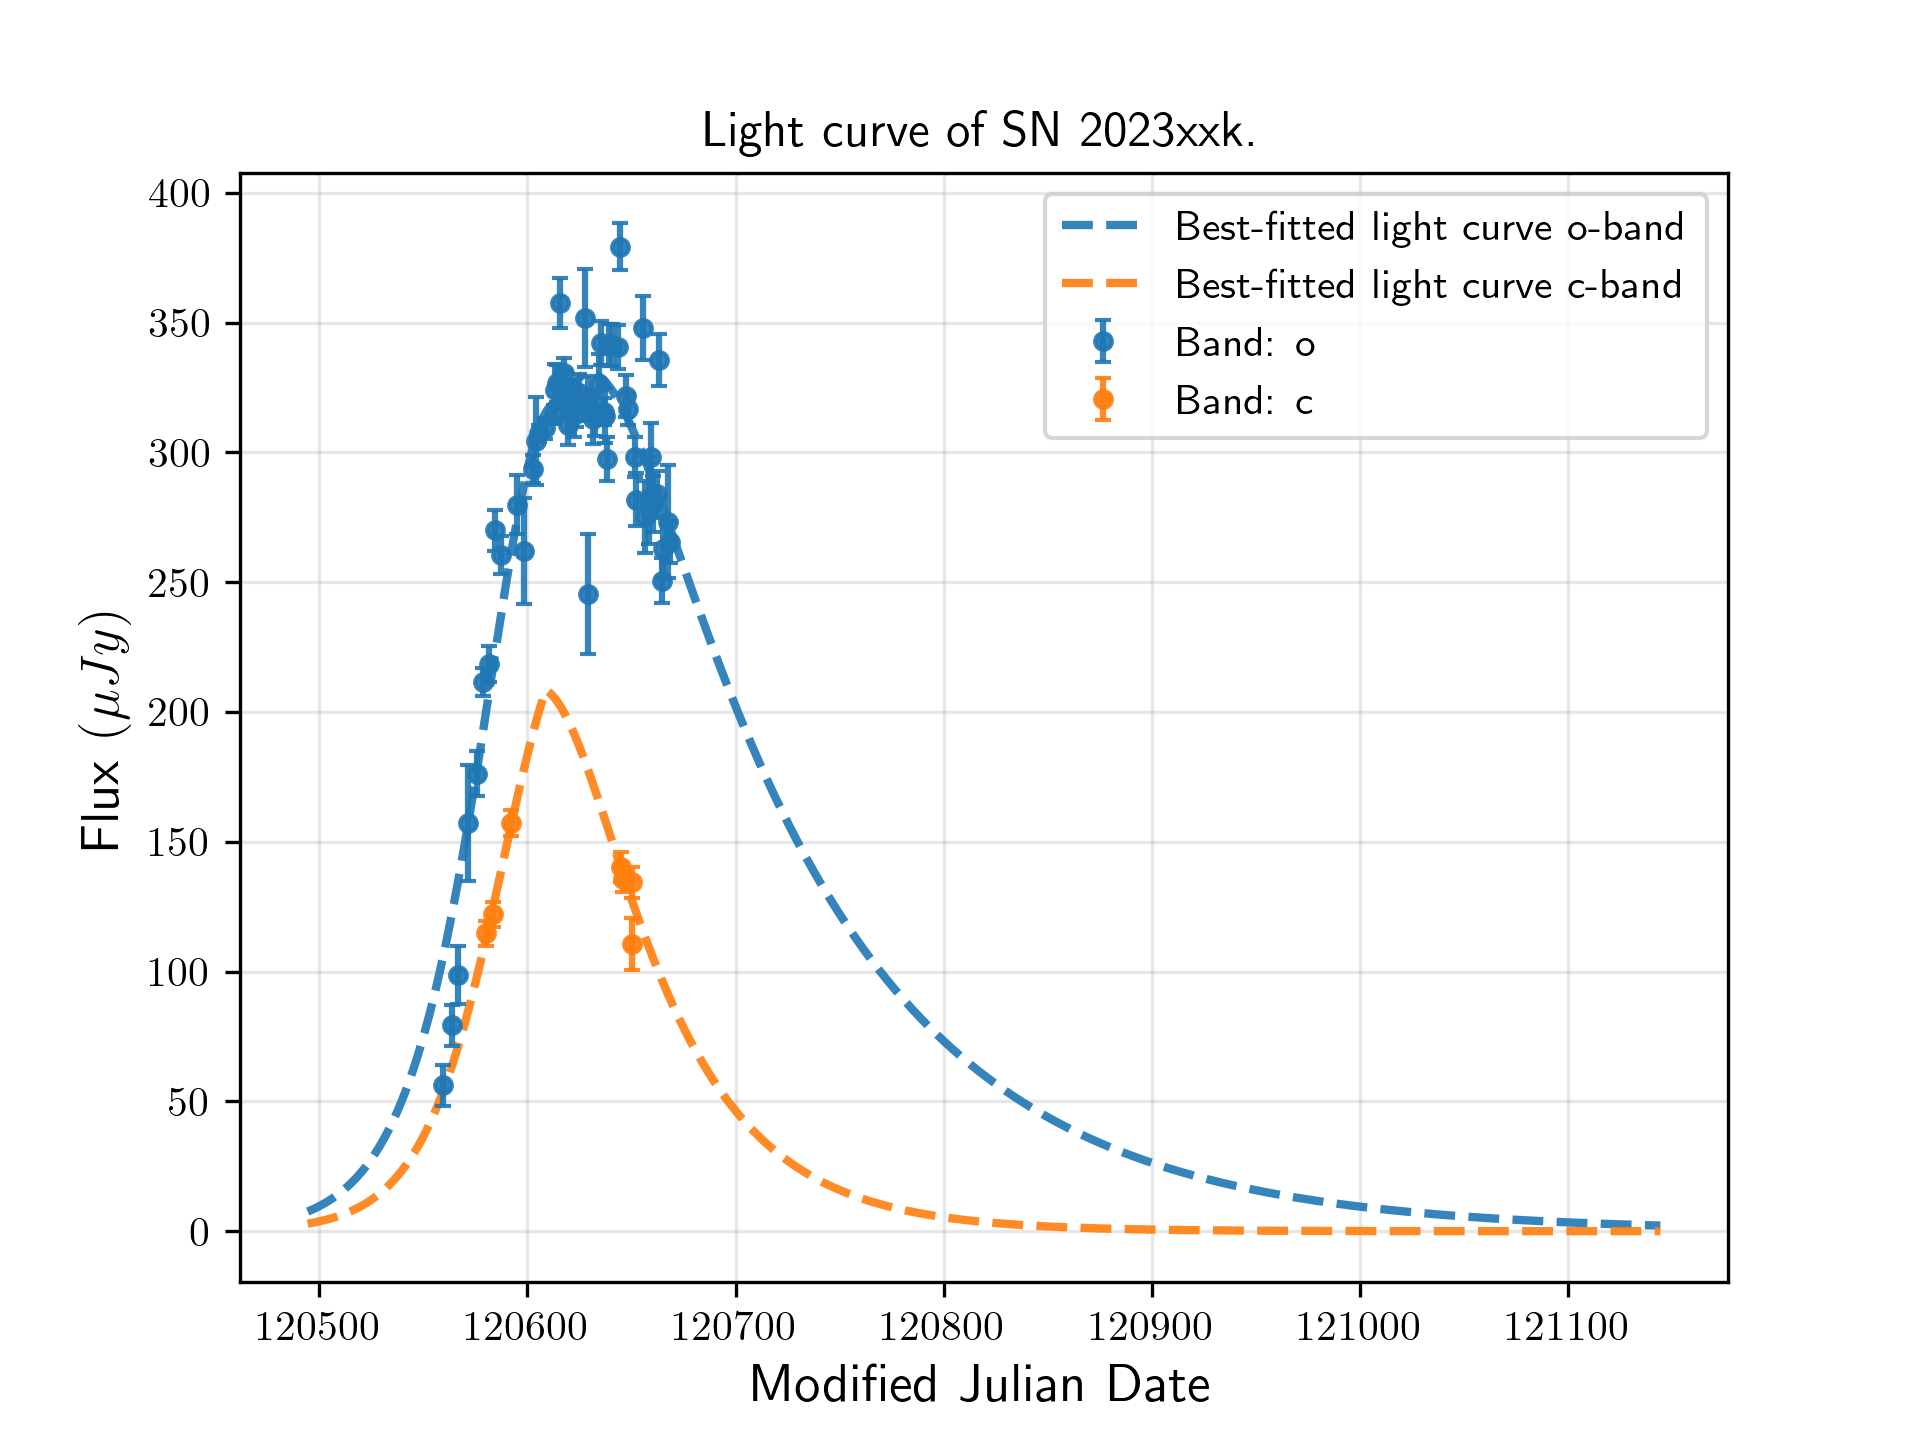 Light curve of SN 2023xxk.
400
350
300
250
200
150
100
50
0
Flux (μJy)
Best-fitted light curve o-band
Best-fitted light curve c-band
Band: o
Band: c
120500 120600 120700 120800 120900 121000 121100
Modified Julian Date